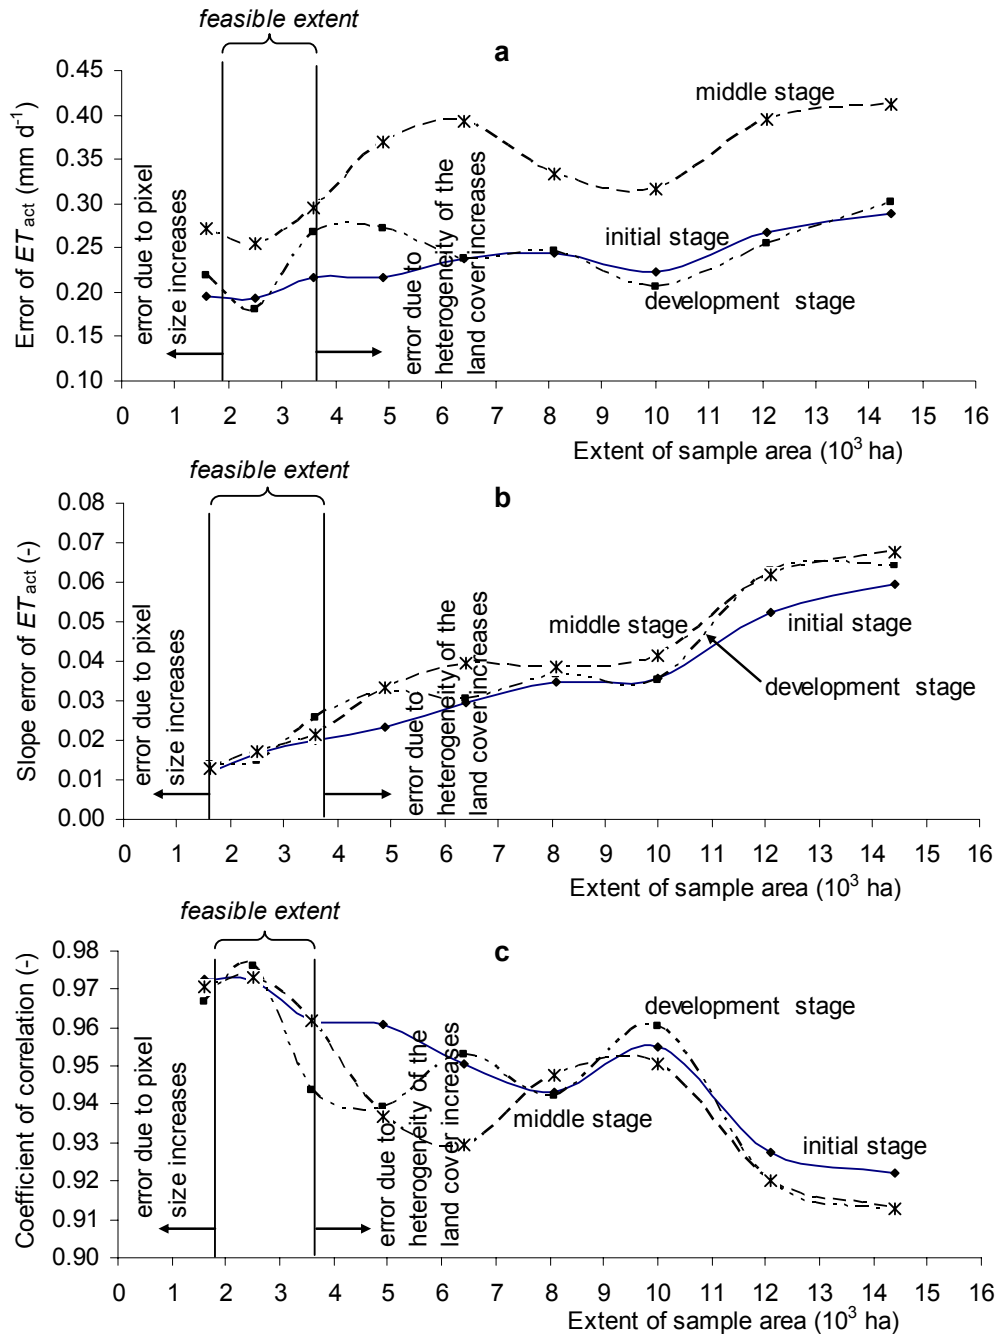 feasible extent
a
0.45
0.40
0.35
0.30
0.25
0.20
0.15
0.10
Error of ET act (mm d-1)
error due to pixel
size increases
error due to
heterogeneity of the
land cover increases
middle stage
initial stage
development stage
0 1 2 3 4 5 6 7 8 9 10 11 12 13 14 15 16
Extent of sample area (10³ ha)
feasible extent
b
0.08
0.07
0.06
0.05
0.04
0.03
0.02
0.01
0.00
Slope error of ET act (-)
error due to pixel
size increases
error due to
heterogeneity of the
land cover increases
middle stage
initial stage
development stage
0 1 2 3 4 5 6 7 8 9 10 11 12 13 14 15 16
Extent of sample area (10³ ha)
feasible extent
c
0.98
0.97
0.96
0.95
0.94
0.93
0.92
0.91
0.90
Coefficient of correlation (-)
error due to pixel
size increases
error due to
heterogeneity of the
land cover increases
development stage
middle stage
initial stage
0 1 2 3 4 5 6 7 8 9 10 11 12 13 14 15 16
Extent of sample area (10³ ha)